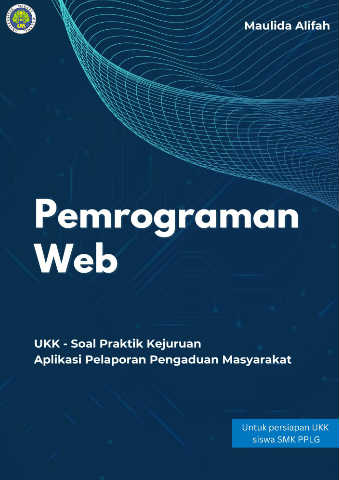 Maulida Alifah
Pemrograman
Web
UKK - Soal Praktik Kejuruan
Aplikasi Pelaporan Pengaduan Masyarakat
Untuk persiapan UKK
siswa SMK PPLG